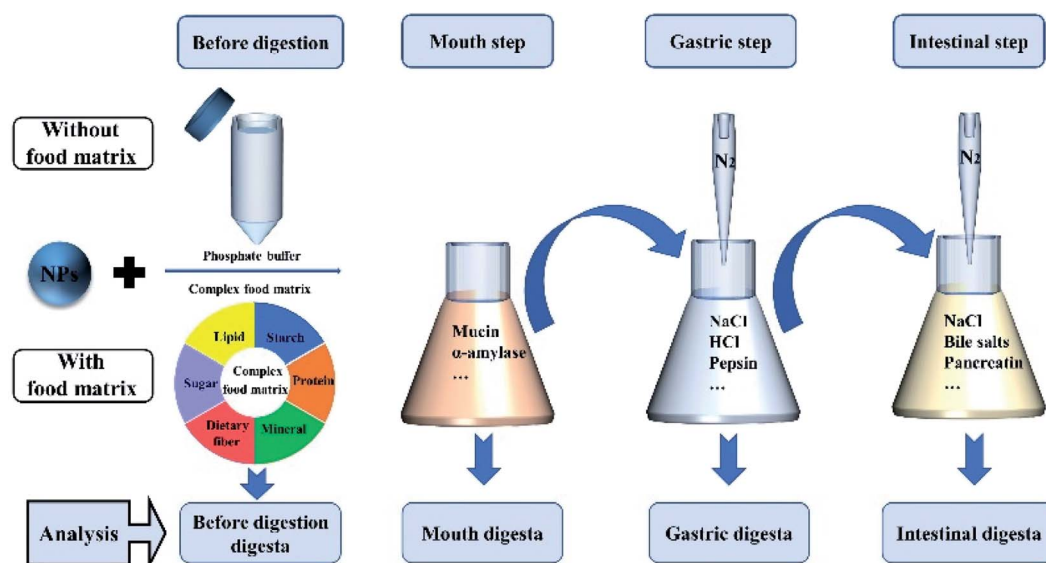 Before digestion
Mouth step
Gastric step
Intestinal step
Without
food matrix
N₂
N₂
NPs
Phosphate buffer
Complex food matrix
Mucin
α-amylase
...
NaCl
HCl
Pepsin
...
NaCl
Bile salts
Pancreatin
...
With
food matrix
Lipid
Starch
Sugar
Complex
food matrix
Protein
Dietary
fiber
Mineral
Analysis
Before digestion
digesta
Mouth digesta
Gastric digesta
Intestinal digesta